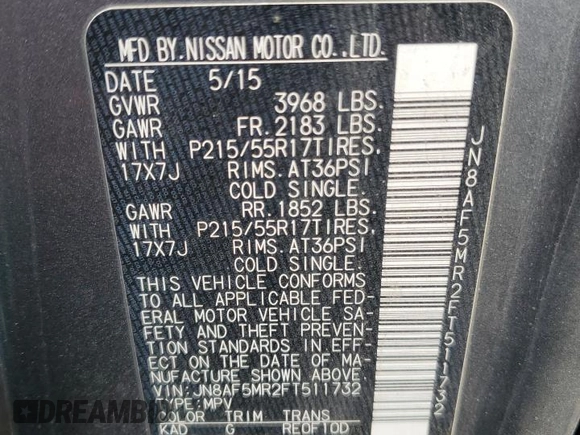 MFD BY.NISSAN MOTOR CO.,LTD.
DATE 5/15
GVWR 3968 LBS.
GAWR FR.2183 LBS.
WITH P215/55R17TIRES.
17X7J RIMS.AT36PSI
COLD SINGLE.
GAWR RR.1852 LBS.
WITH P215/55R17TIRES.
17X7J RIMS.AT36PSI
COLD SINGLE.
THIS VEHICLE CONFORMS
TO ALL APPLICABLE FED-
ERAL MOTOR VEHICLE SA-
FETY AND THEFT PREVEN-
TION STANDARDS IN EFF-
ECT ON THE DATE OF MA-
NUFACTURE SHOWN ABOVE.
VIN:JN8AF5MR2FT511732
TYPE:MPV
COLOR TRIM TRANS
KAD G RE0F10D
JN8AF5MR2FT511732